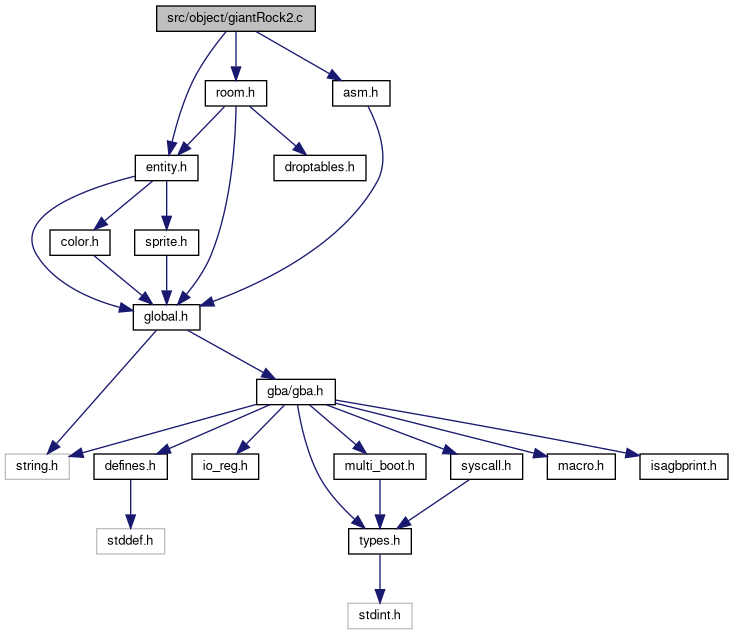 src/object/giantRock2.c
room.h
asm.h
entity.h
droptables.h
color.h
sprite.h
global.h
gba/gba.h
string.h
defines.h
io_reg.h
multi_boot.h
syscall.h
macro.h
isagbprint.h
stddef.h
types.h
stdint.h